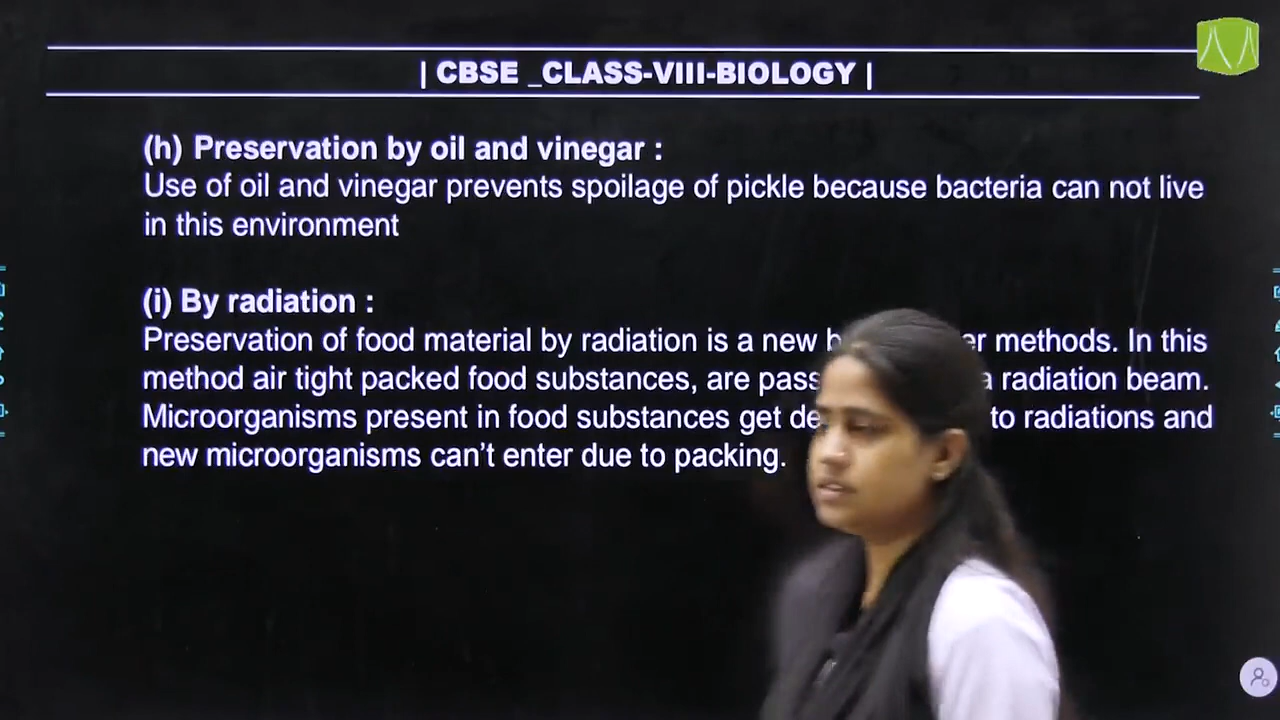 | CBSE _CLASS-VIII-BIOLOGY |
(h) Preservation by oil and vinegar :
Use of oil and vinegar prevents spoilage of pickle because bacteria can not live
in this environment
(i) By radiation :
Preservation of food material by radiation is a new methods. In this
method air tight packed food substances, are a radiation beam.
Microorganisms present in food substances get to radiations and
new microorganisms can’t enter due to packing.